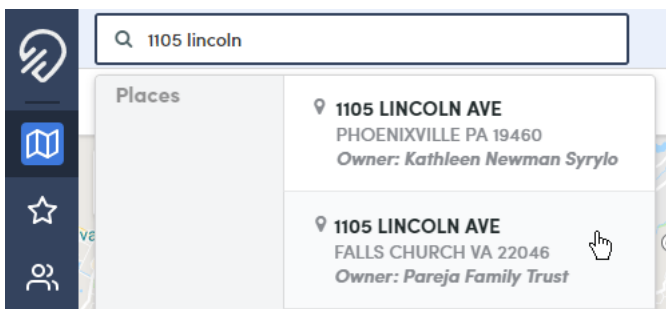 1105 lincoln
Places
1105 LINCOLN AVE
PHOENIXVILLE PA 19460
Owner: Kathleen Newman Syrylo
1105 LINCOLN AVE
FALLS CHURCH VA 22046
Owner: Pareja Family Trust
va